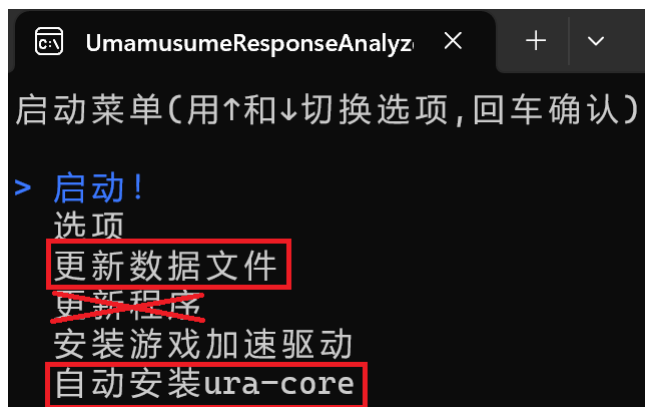 UmamusumeResponseAnalyz
启动菜单(用↑和↓切换选项,回车确认)
> 启动!
选项
更新数据文件
更新程序
安装游戏加速驱动
自动安装ura-core